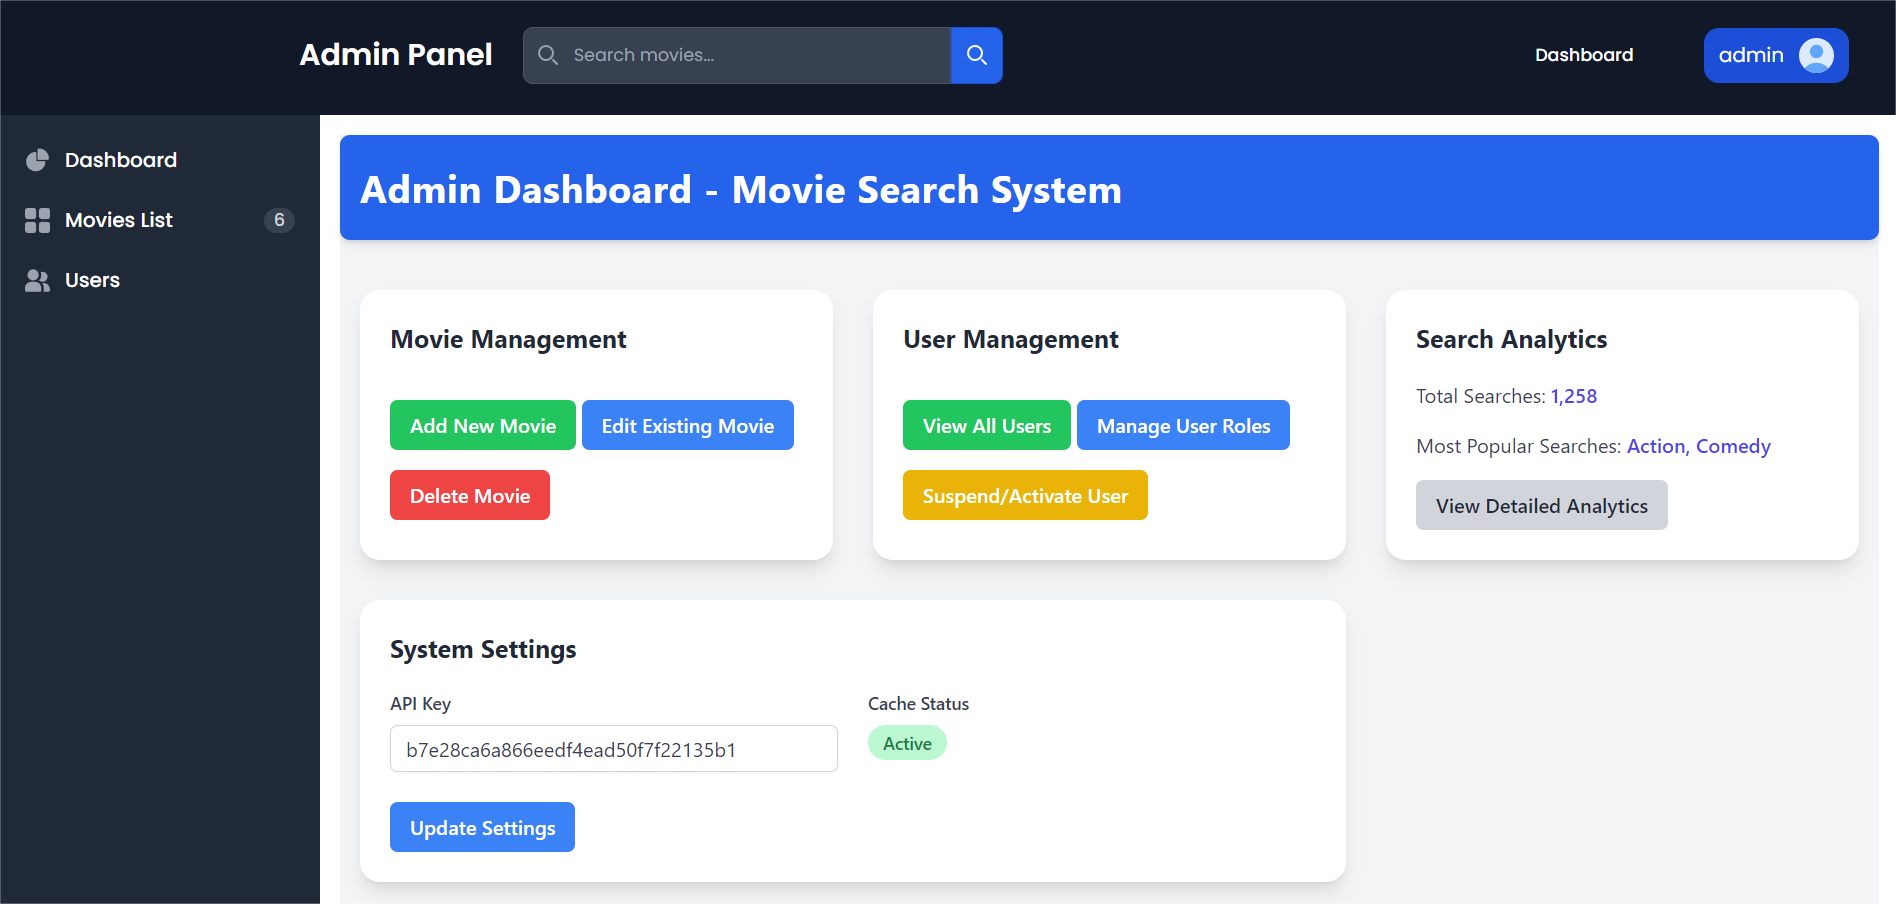 Admin Panel
Search movies...
Dashboard
admin
Dashboard
Movies List
6
Users
Admin Dashboard - Movie Search System
Movie Management
Add New Movie
Edit Existing Movie
Delete Movie
User Management
View All Users
Manage User Roles
Suspend/Activate User
Search Analytics
Total Searches: 1,258
Most Popular Searches: Action, Comedy
View Detailed Analytics
System Settings
API Key
b7e28ca6a866eedf4ead50f7f22135b1
Cache Status
Active
Update Settings